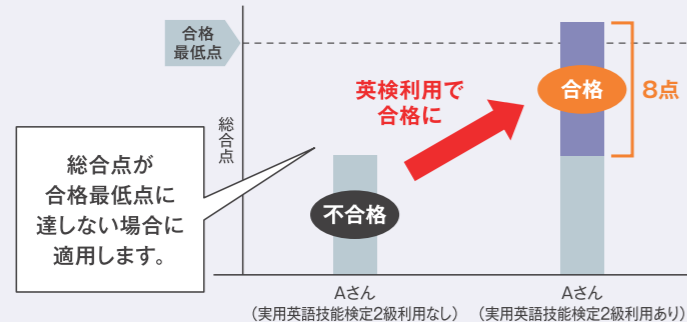 合格
最低点
総合点
総合点が
合格最低点に
達しない場合に
適用します。
不合格
英検利用で
合格に
合格
8点
Aさん
(実用英語技能検定2級利用なし)
Aさん
(実用英語技能検定2級利用あり)